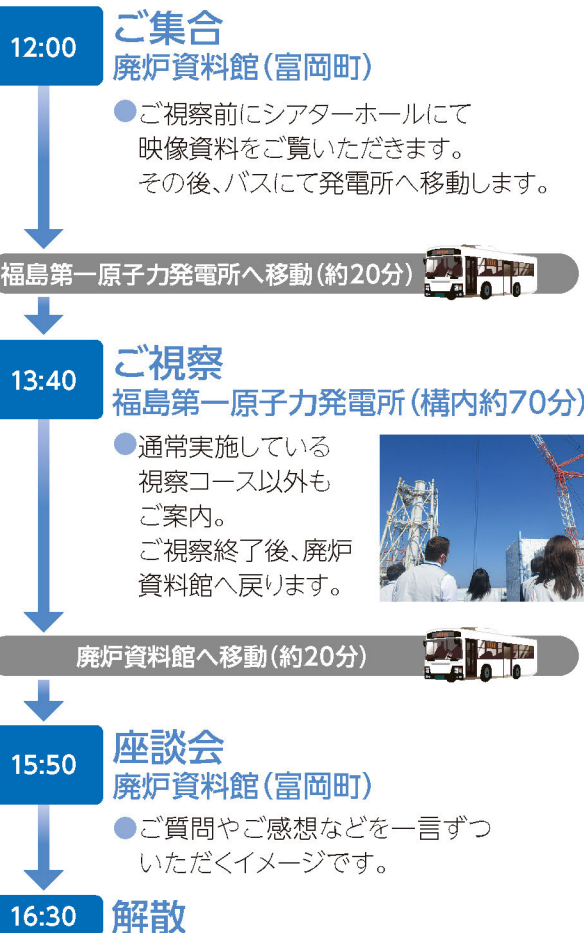 12:00
ご集合
廃炉資料館(富岡町)
●ご視察前にシアターホールにて
映像資料をご覧いただきます。
その後、バスにて発電所へ移動します。
福島第一原子力発電所へ移動(約20分)
13:40
ご視察
福島第一原子力発電所(構内約70分)
●通常実施している
視察コース以外も
ご案内。
ご視察終了後、廃炉
資料館へ戻ります。
廃炉資料館へ移動(約20分)
15:50
座談会
廃炉資料館(富岡町)
●ご質問やご感想などを一言ずつ
いただくイメージです。
16:30
解散